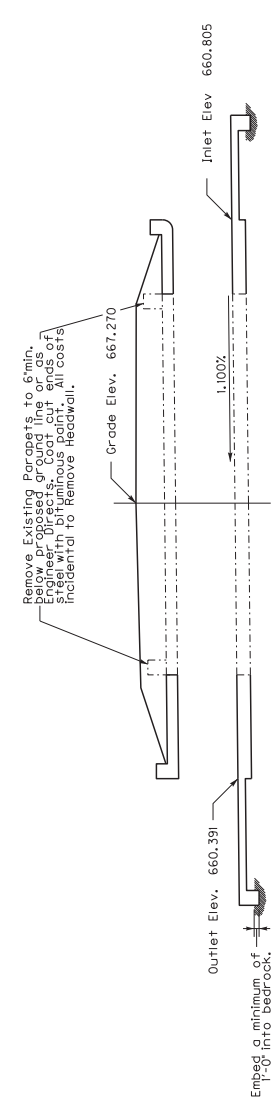 Remove Existing Parapets to 6"min.
below proposed ground line or as
Engineer Directs. Coat cut ends of
steel with bituminous paint. All costs
incidental to Remove Headwall.
Grade Elev. 667.270
Inlet Elev 660.805
1.100%
Outlet Elev. 660.391
Embed a minimum of
1'-0" into bedrock.